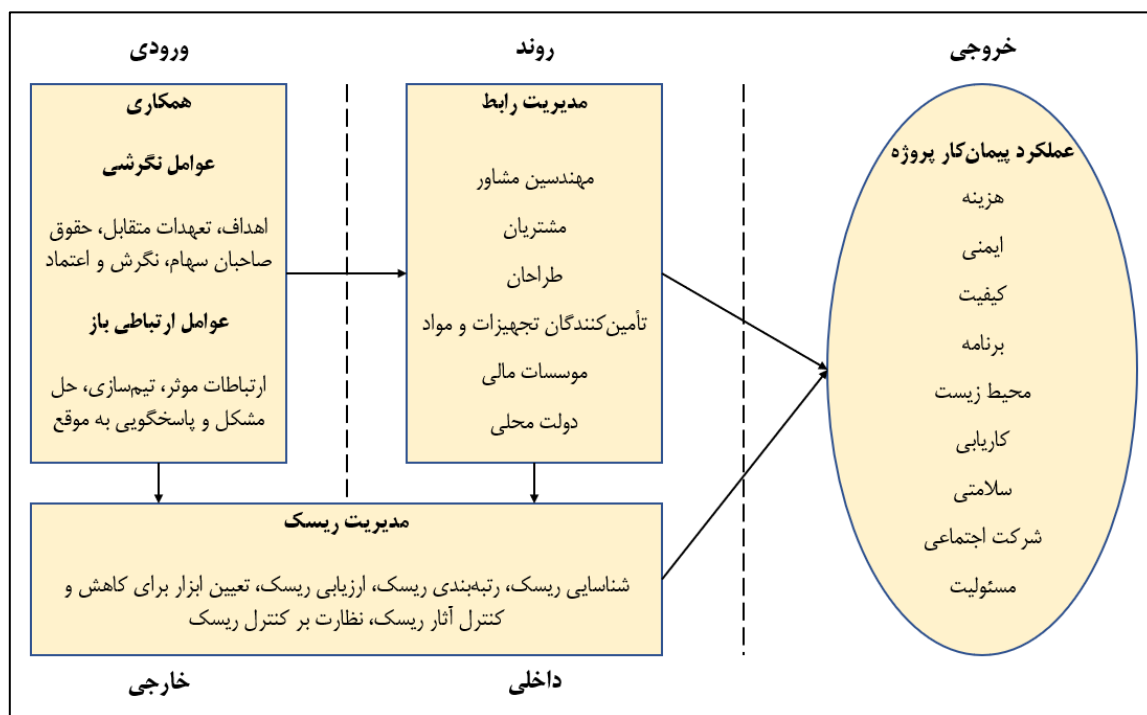 ورودی
روند
خروجی
همکاری
عوامل نگرشی
اهداف، تعهدات متقابل، حقوق
صاحبان سهام، نگرش و اعتماد
عوامل ارتباطی باز
ارتباطات موثر، تیم‌سازی، حل
مشکل و پاسخگویی به موقع
مدیریت رابط
مهندسین مشاور
مشتریان
طراحان
تأمین‌کنندگان تجهیزات و مواد
موسسات مالی
دولت محلی
عملکرد پیمان‌کار پروژه
هزینه
ایمنی
کیفیت
برنامه
محیط زیست
کاریابی
سلامتی
شرکت اجتماعی
مسئولیت
مدیریت ریسک
شناسایی ریسک، رتبه‌بندی ریسک، ارزیابی ریسک، تعیین ابزار برای کاهش و
کنترل آثار ریسک، نظارت بر کنترل ریسک
خارجی
داخلی